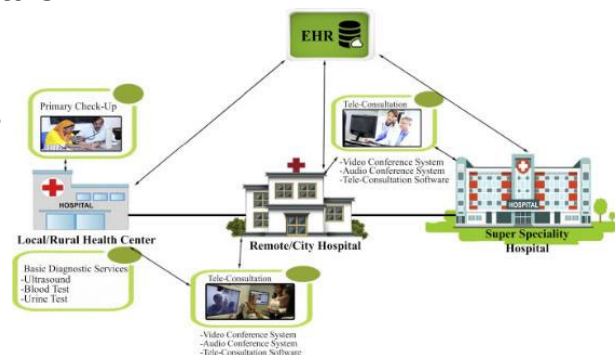 EHR
Primary Check-Up
HOSPITAL
Local/Rural Health Center
Basic Diagnostic Services
-Ultrasound
-Blood Test
-Urine Test
Tele-Consultation
-Video Conference System
-Audio Conference System
-Tele-Consultation Software
Remote/City Hospital
Tele-Consultation
-Video Conference System
-Audio Conference System
-Tele-Consultation Software
HOSPITAL
Super Speciality
Hospital